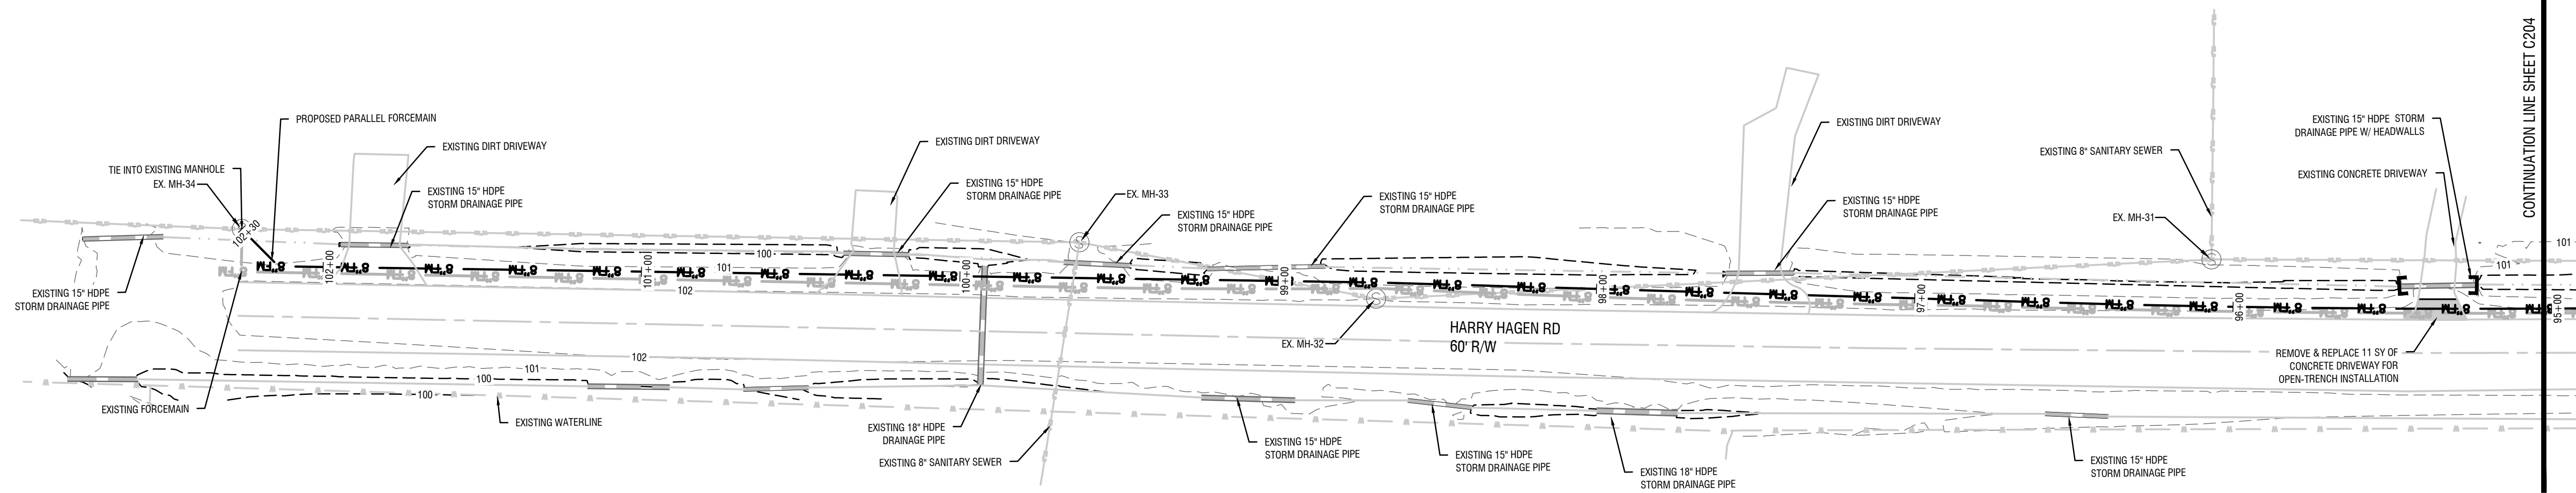 CONTINUATION LINE SHEET C204
PROPOSED PARALLEL FORCEMAIN
TIE INTO EXISTING MANHOLE
EX. MH-34
EXISTING DIRT DRIVEWAY
EXISTING 15" HDPE
STORM DRAINAGE PIPE
EXISTING DIRT DRIVEWAY
EXISTING 15" HDPE
STORM DRAINAGE PIPE
EX. MH-33
EXISTING 15" HDPE
STORM DRAINAGE PIPE
EXISTING 15" HDPE
STORM DRAINAGE PIPE
EXISTING DIRT DRIVEWAY
EXISTING 15" HDPE
STORM DRAINAGE PIPE
EXISTING 8" SANITARY SEWER
EX. MH-31
EXISTING 15" HDPE STORM
DRAINAGE PIPE W/ HEADWALLS
EXISTING CONCRETE DRIVEWAY
102+30
102+00
101+00
100+00
99+00
98+00
97+00
96+00
95+00
8"FM
100
101
102
101
101
EXISTING 15" HDPE
STORM DRAINAGE PIPE
HARRY HAGEN RD
60' R/W
EX. MH-32
REMOVE & REPLACE 11 SY OF
CONCRETE DRIVEWAY FOR
OPEN-TRENCH INSTALLATION
102
101
100
100
EXISTING FORCEMAIN
EXISTING WATERLINE
EXISTING 18" HDPE
DRAINAGE PIPE
EXISTING 8" SANITARY SEWER
EXISTING 15" HDPE
STORM DRAINAGE PIPE
EXISTING 15" HDPE
STORM DRAINAGE PIPE
EXISTING 18" HDPE
STORM DRAINAGE PIPE
EXISTING 15" HDPE
STORM DRAINAGE PIPE